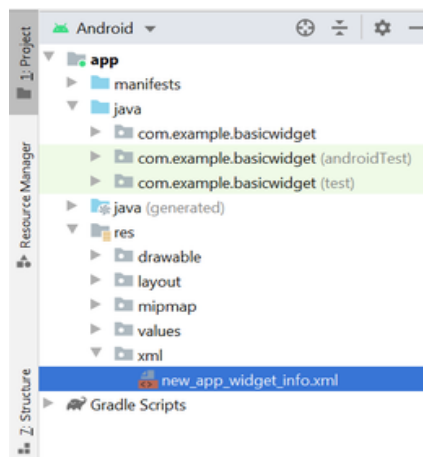 1: Project
Resource Manager
Z: Structure
Android
app
manifests
java
com.example.basicwidget
com.example.basicwidget (androidTest)
com.example.basicwidget (test)
java (generated)
res
drawable
layout
mipmap
values
xml
new_app_widget_info.xml
Gradle Scripts